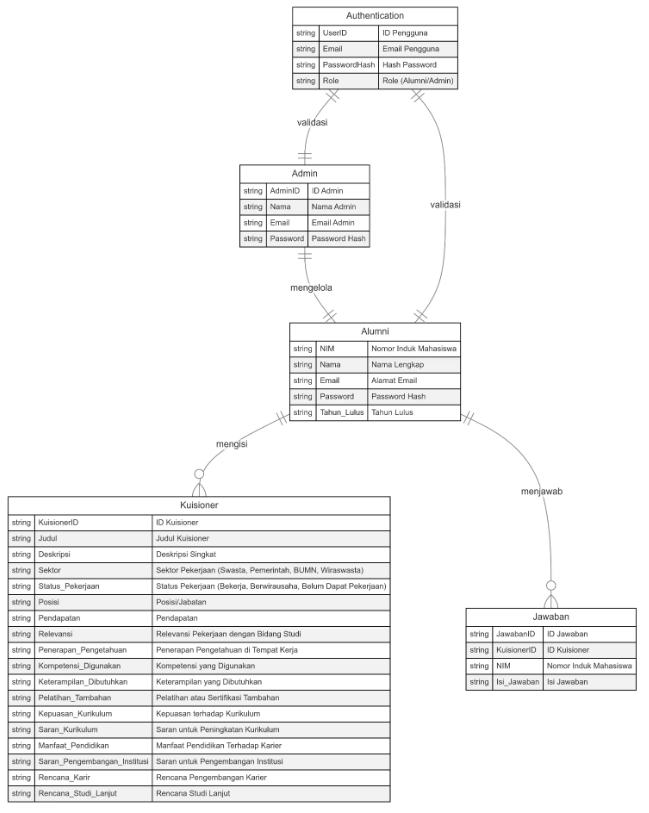 Authentication
string UserID ID Pengguna
string Email Email Pengguna
string PasswordHash Hash Password
string Role Role (Alumni/Admin)
validasi
Admin
string AdminID ID Admin
string Nama Nama Admin
string Email Email Admin
string Password Password Hash
validasi
mengelola
Alumni
string NIM Nomor Induk Mahasiswa
string Nama Nama Lengkap
string Email Alamat Email
string Password Password Hash
string Tahun_Lulus Tahun Lulus
mengisi
Kuisioner
string KuisionerID ID Kuisioner
string Judul Judul Kuisioner
string Deskripsi Deskripsi Singkat
string Sektor Sektor Pekerjaan (Swasta, Pemerintah, BUMN, Wiraswasta)
string Status_Pekerjaan Status Pekerjaan (Bekerja, Berwirausaha, Belum Dapat Pekerjaan)
string Posisi Posisi/Jabatan
string Pendapatan Pendapatan
string Relevansi Relevansi Pekerjaan dengan Bidang Studi
string Penerapan_Pengetahuan Penerapan Pengetahuan di Tempat Kerja
string Kompetensi_Digunakan Kompetensi yang Digunakan
string Keterampilan_Dibutuhkan Keterampilan yang Dibutuhkan
string Pelatihan_Tambahan Pelatihan atau Sertifikasi Tambahan
string Kepuasan_Kurikulum Kepuasan terhadap Kurikulum
string Saran_Kurikulum Saran untuk Peningkatan Kurikulum
string Manfaat_Pendidikan Manfaat Pendidikan Terhadap Karier
string Saran_Pengembangan_Institusi Saran untuk Pengembangan Institusi
string Rencana_Karir Rencana Pengembangan Karier
string Rencana_Studi_Lanjut Rencana Studi Lanjut
menjawab
Jawaban
string JawabanID ID Jawaban
string KuisionerID ID Kuisioner
string NIM Nomor Induk Mahasiswa
string Isi_Jawaban Isi Jawaban